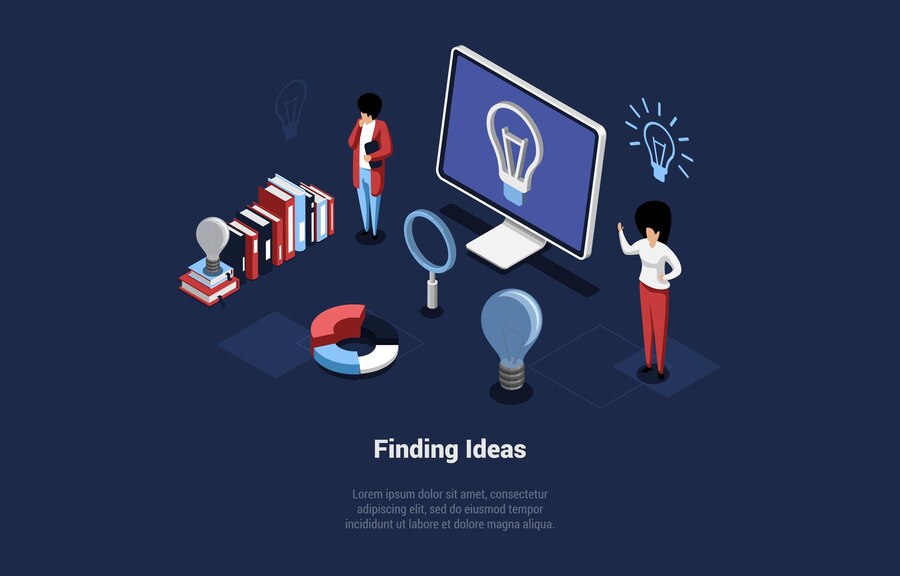 Finding Ideas
Lorem ipsum dolor sit amet, consectetur
adipiscing elit, sed do eiusmod tempor
incididunt ut labore et dolore magna aliqua.